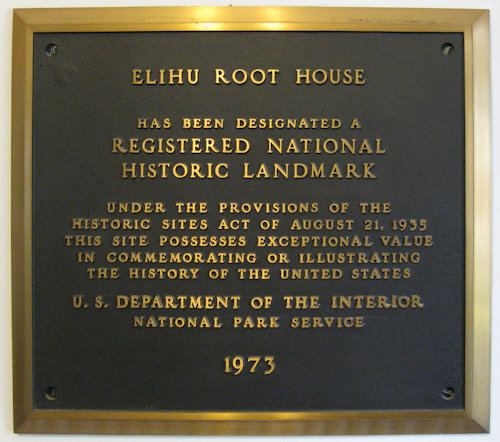 ELIHU ROOT HOUSE
HAS BEEN DESIGNATED A
REGISTERED NATIONAL
HISTORIC LANDMARK
UNDER THE PROVISIONS OF THE
HISTORIC SITES ACT OF AUGUST 21, 1935
THIS SITE POSSESSES EXCEPTIONAL VALUE
IN COMMEMORATING OR ILLUSTRATING
THE HISTORY OF THE UNITED STATES
U. S. DEPARTMENT OF THE INTERIOR
NATIONAL PARK SERVICE
1973